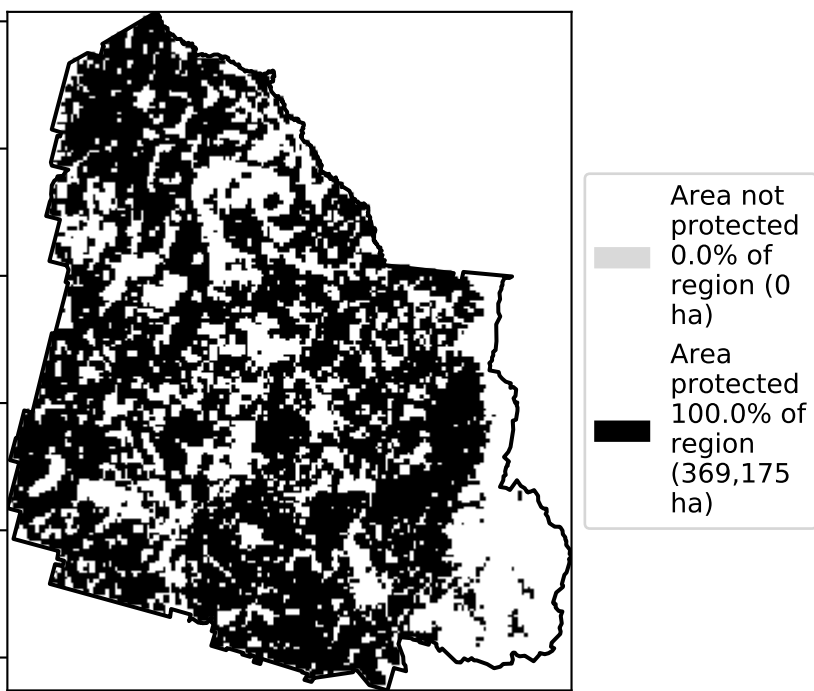 Area not
protected
0.0% of
region (0
ha)
Area
protected
100.0% of
region
(369,175
ha)